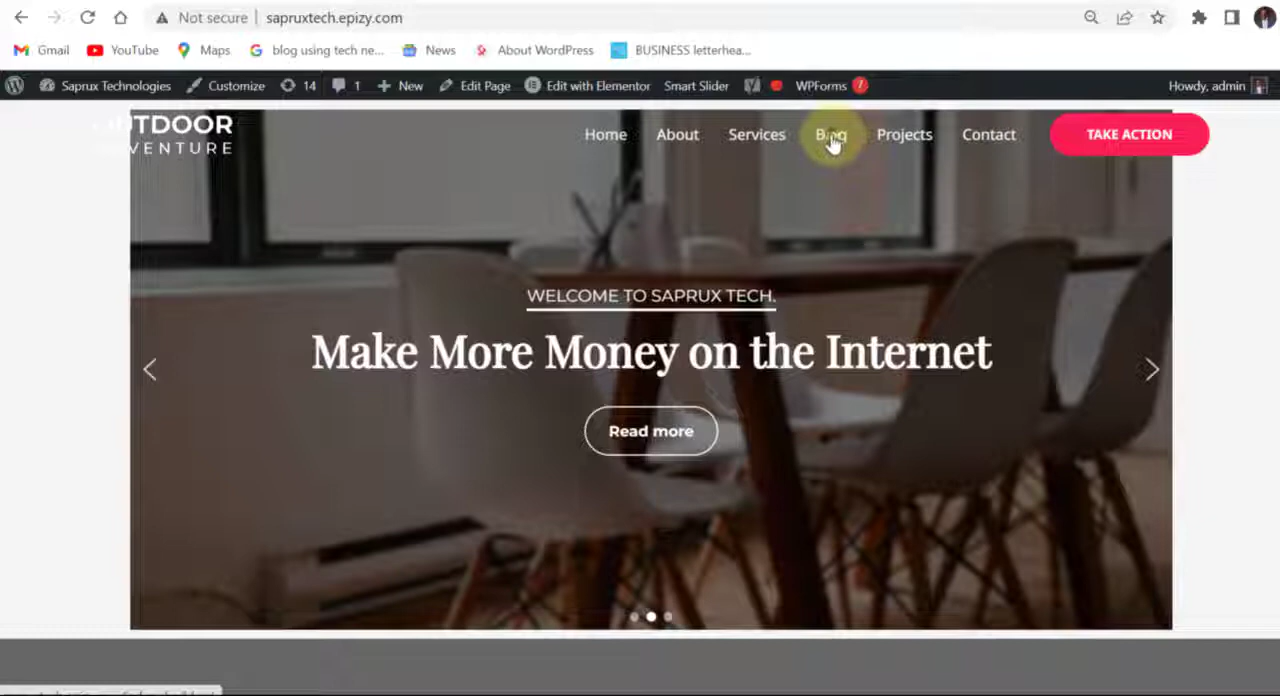 Not secure | sapruxtech.epizy.com
Gmail YouTube Maps blog using tech ne... News About WordPress BUSINESS letterhea...
Saprux Technologies Customize 14 1 New Edit Page Edit with Elementor Smart Slider WPForms Howdy, admin
UTDOOR
VENTURE
Home About Services Blog Projects Contact TAKE ACTION
WELCOME TO SAPRUX TECH.
Make More Money on the Internet
Read more